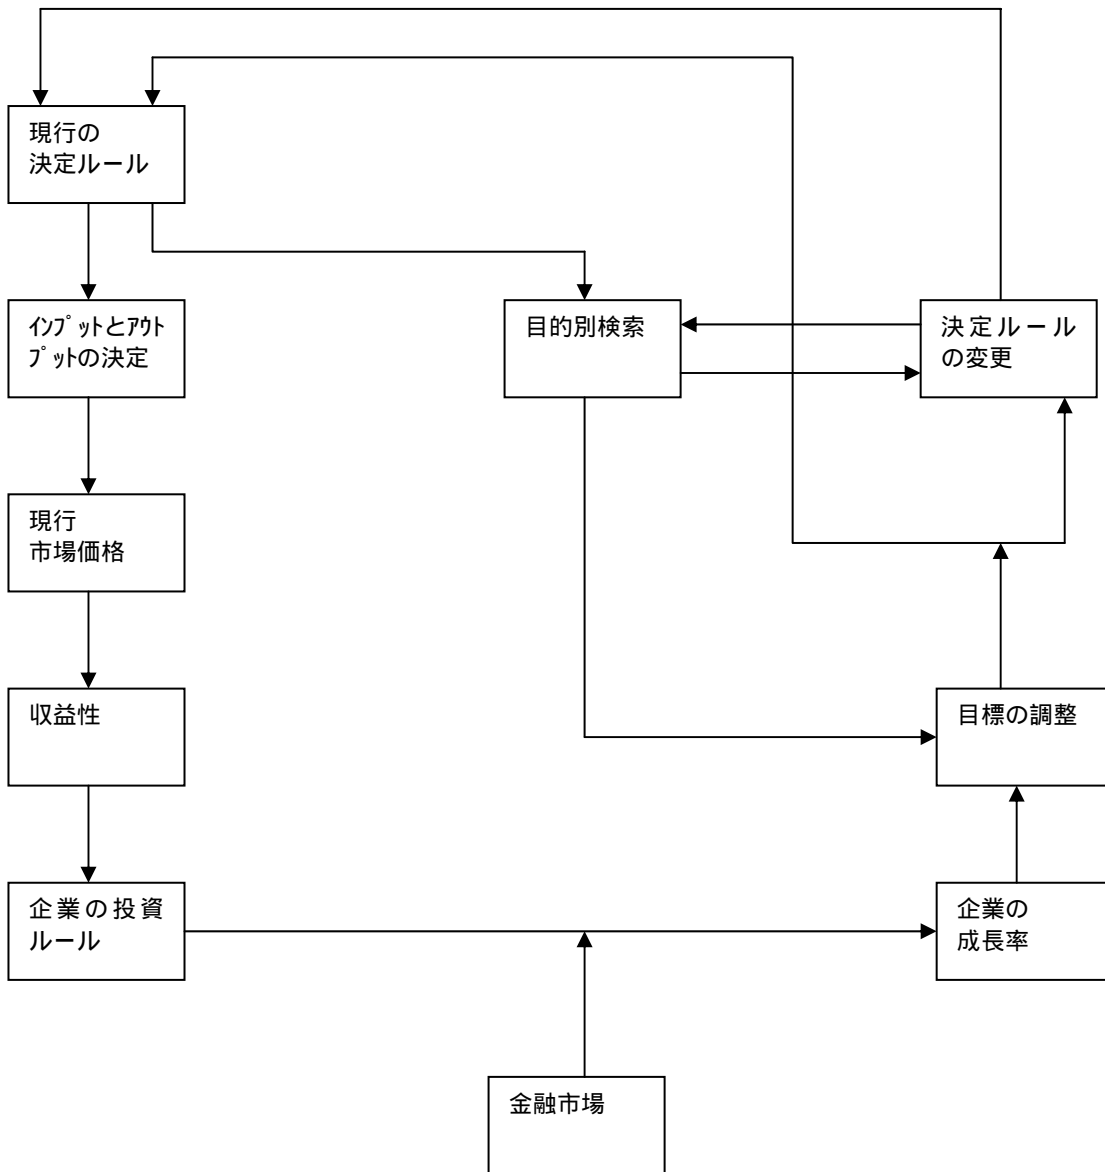 現行の
決定ルール
インプットとアウト
プットの決定
目的別検索
決定ルール
の変更
現行
市場価格
収益性
目標の調整
企業の投資
ルール
企業の
成長率
金融市場